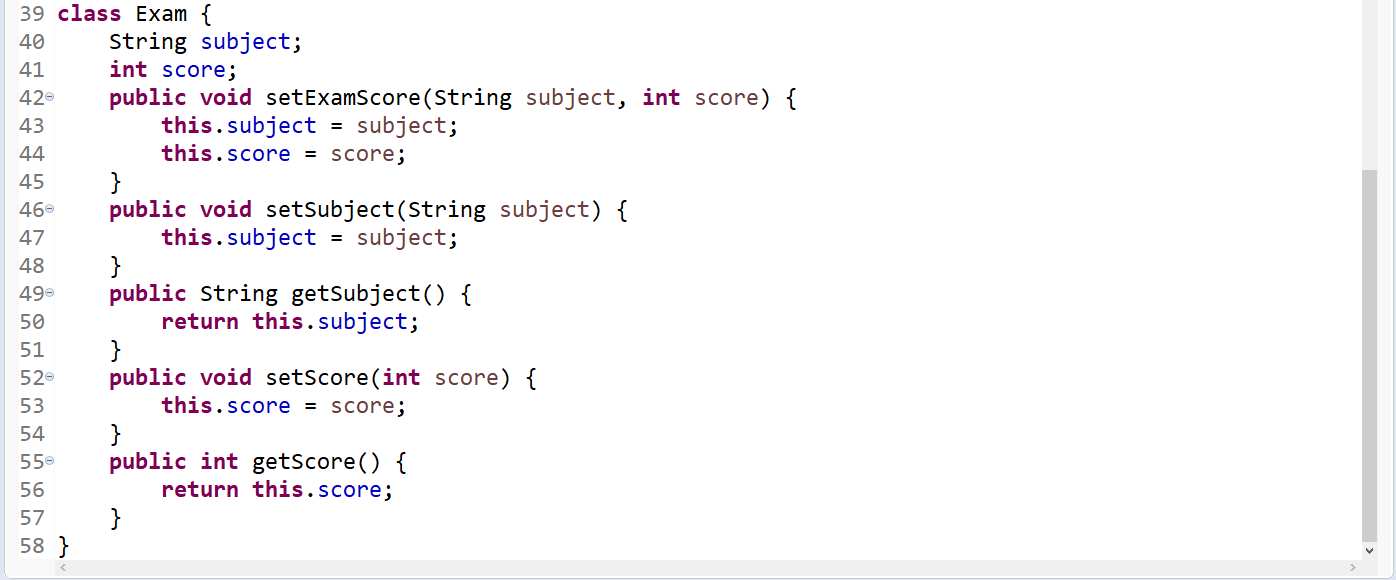 39 class Exam {
40     String subject;
41     int score;
42     public void setExamScore(String subject, int score) {
43         this.subject = subject;
44         this.score = score;
45     }
46     public void setSubject(String subject) {
47         this.subject = subject;
48     }
49     public String getSubject() {
50         return this.subject;
51     }
52     public void setScore(int score) {
53         this.score = score;
54     }
55     public int getScore() {
56         return this.score;
57     }
58 }